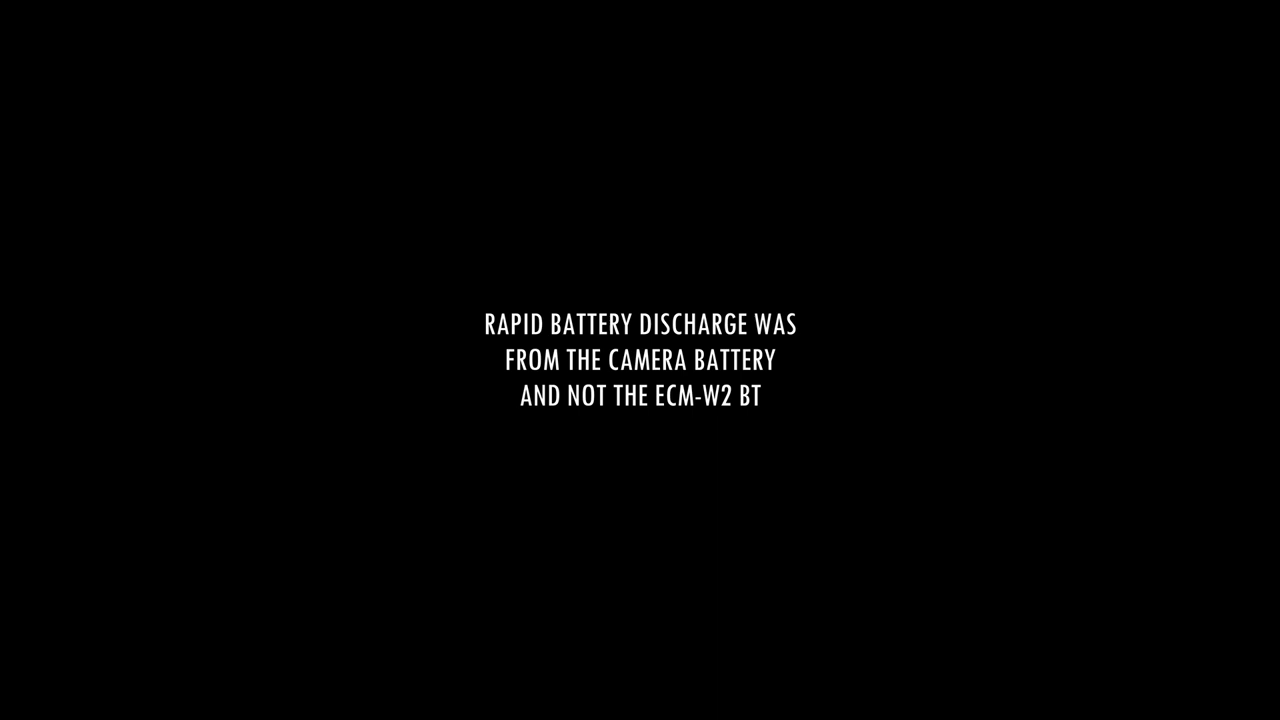 RAPID BATTERY DISCHARGE WAS
FROM THE CAMERA BATTERY
AND NOT THE ECM-W2 BT